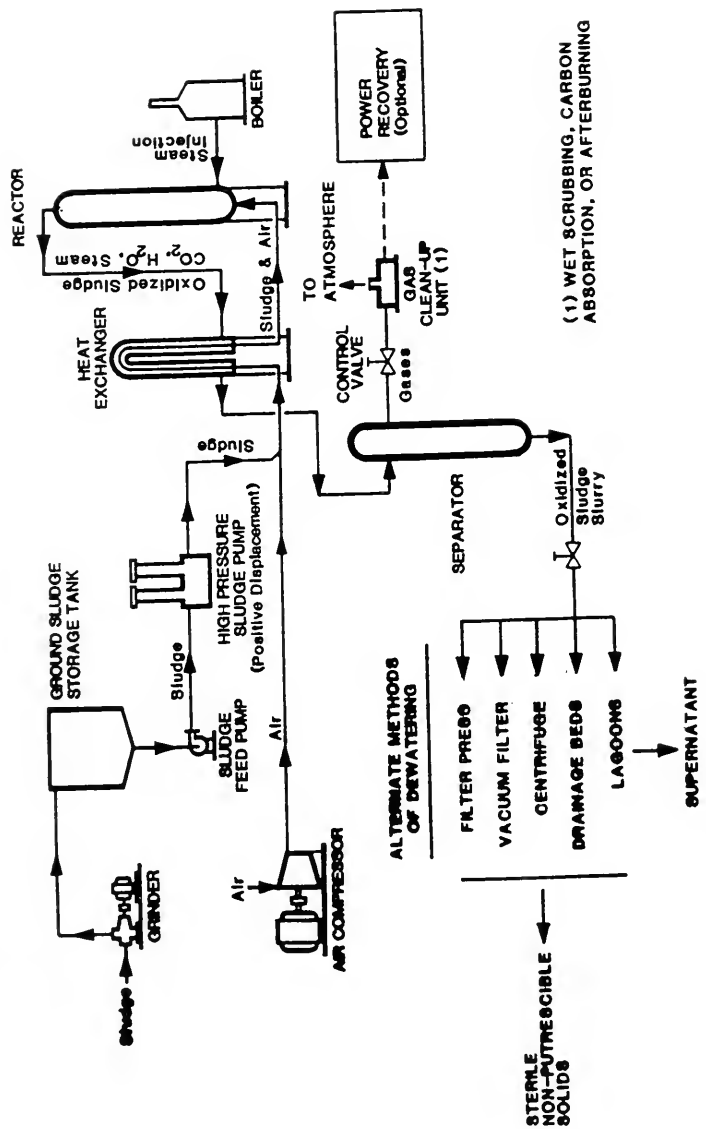 Sludge
GRINDER
GROUND SLUDGE
STORAGE TANK
SLUDGE
FEED PUMP
Sludge
HIGH PRESSURE
SLUDGE PUMP
(Positive Displacement)
Sludge
Air
AIR COMPRESSOR
Air
HEAT
EXCHANGER
Sludge & Air
REACTOR
Oxidized Sludge
CO2, H2O, Steam
Steam
Injection
BOILER
SEPARATOR
Gases
CONTROL
VALVE
TO
ATMOSPHERE
GAS
CLEAN-UP
UNIT (1)
POWER
RECOVERY
(Optional)
Oxidized
Sludge
Slurry
ALTERNATE METHODS
OF DEWATERING
FILTER PRESS
VACUUM FILTER
CENTRIFUGE
DRAINAGE BEDS
LAGOONS
SUPERNATANT
STERILE
NON-PUTRESCIBLE
SOLIDS
(1) WET SCRUBBING, CARBON
ABSORPTION, OR AFTERBURNING